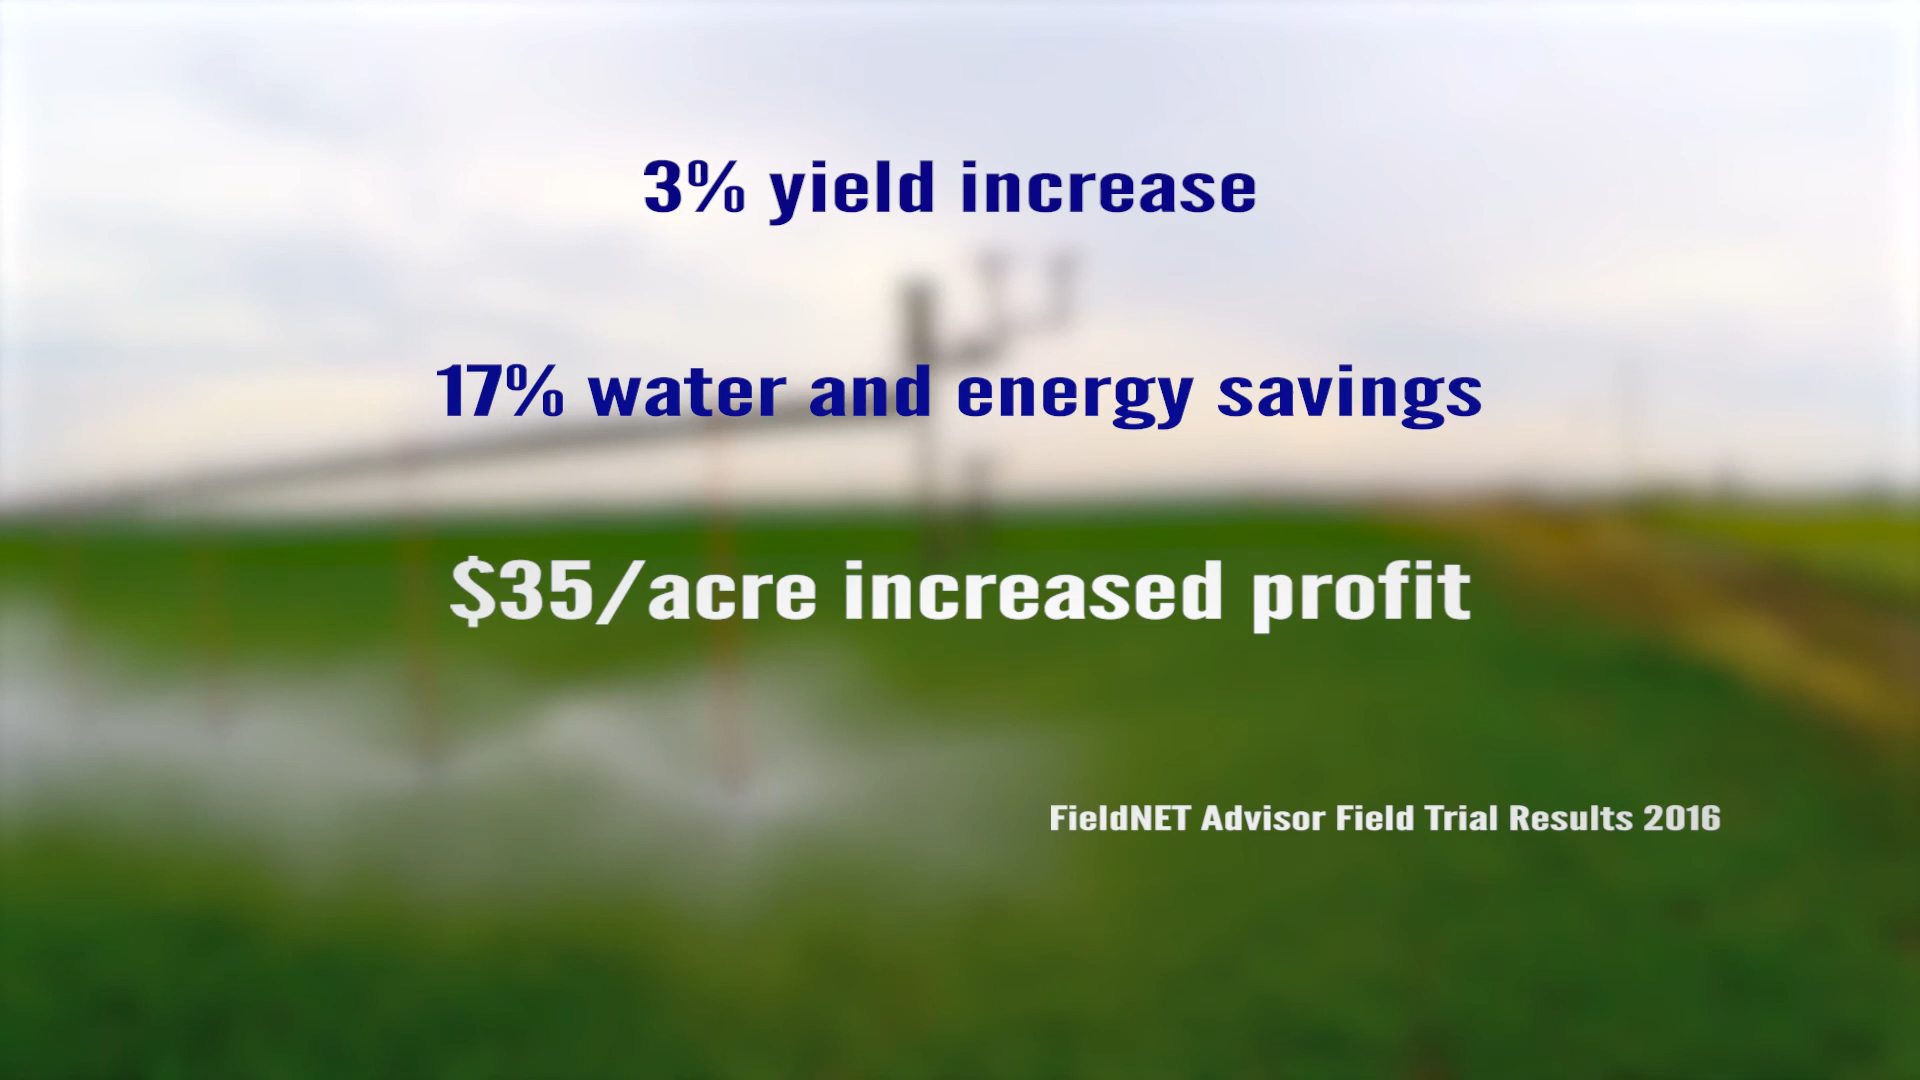 3% yield increase
17% water and energy savings
$35/acre increased profit
FieldNET Advisor Field Trial Results 2016